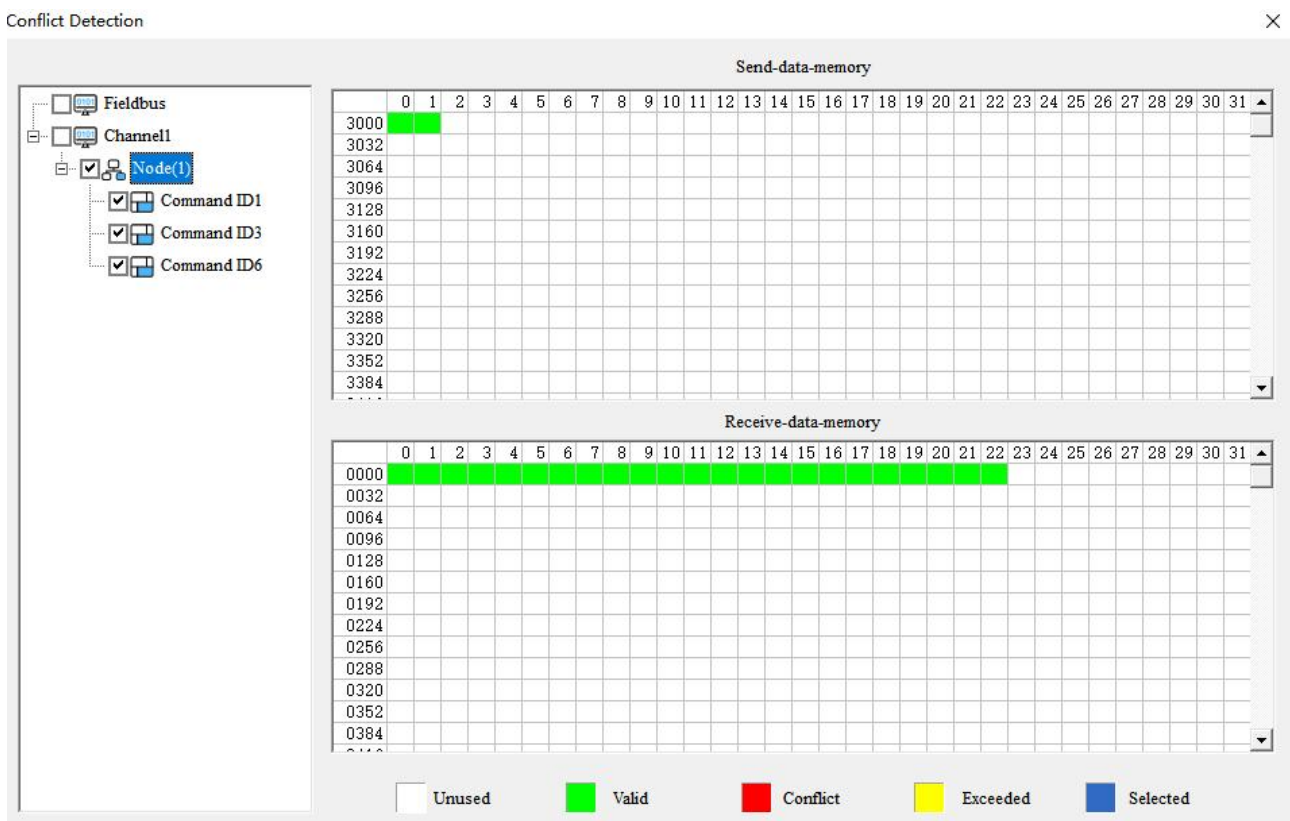 Conflict Detection
Send-data-memory
Fieldbus
Channel1
Node(1)
Command ID1
Command ID3
Command ID6
0 1 2 3 4 5 6 7 8 9 10 11 12 13 14 15 16 17 18 19 20 21 22 23 24 25 26 27 28 29 30 31
3000
3032
3064
3096
3128
3160
3192
3224
3256
3288
3320
3352
3384
Receive-data-memory
0 1 2 3 4 5 6 7 8 9 10 11 12 13 14 15 16 17 18 19 20 21 22 23 24 25 26 27 28 29 30 31
0000
0032
0064
0096
0128
0160
0192
0224
0256
0288
0320
0352
0384
Unused Valid Conflict Exceeded Selected